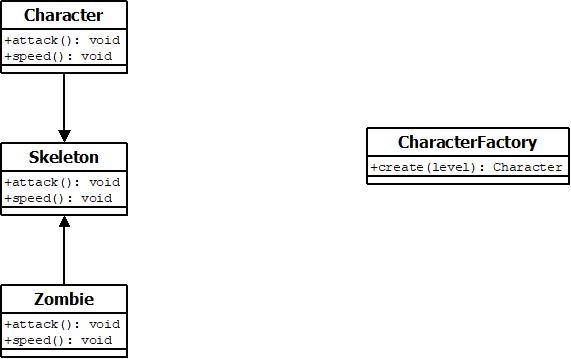 Character
+attack(): void
+speed(): void
Skeleton
+attack(): void
+speed(): void
CharacterFactory
+create(level): Character
Zombie
+attack(): void
+speed(): void